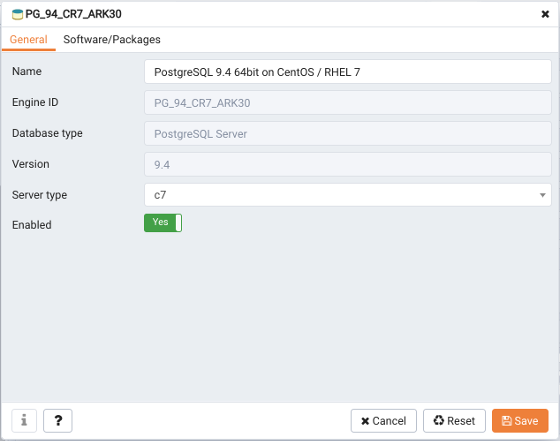 PG_94_CR7_ARK30
General Software/Packages
Name PostgreSQL 9.4 64bit on CentOS / RHEL 7
Engine ID PG_94_CR7_ARK30
Database type PostgreSQL Server
Version 9.4
Server type c7
Enabled Yes
i ? Cancel Reset Save